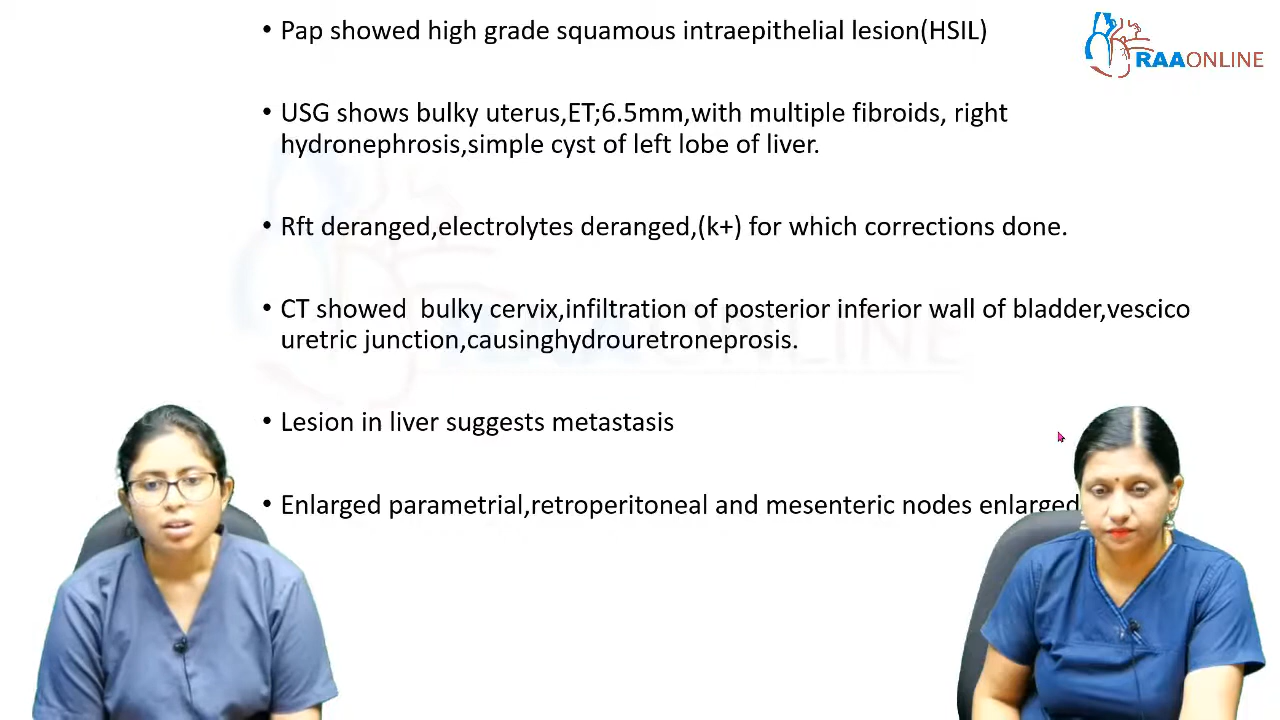 • Pap showed high grade squamous intraepithelial lesion(HSIL)
RAAONLINE
• USG shows bulky uterus,ET;6.5mm,with multiple fibroids, right
hydronephrosis,simple cyst of left lobe of liver.
• Rft deranged,electrolytes deranged,(k+) for which corrections done.
• CT showed  bulky cervix,infiltration of posterior inferior wall of bladder,vescico
uretric junction,causinghydrouretroneprosis.
• Lesion in liver suggests metastasis
• Enlarged parametrial,retroperitoneal and mesenteric nodes enlarged